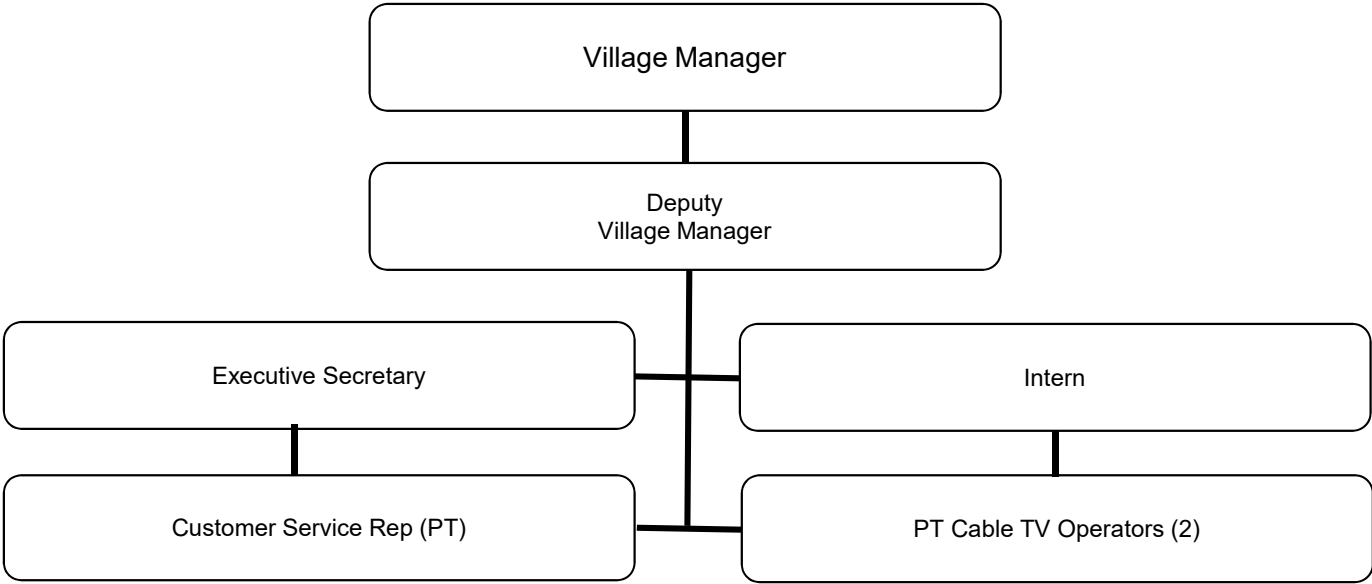 Village Manager
Deputy
Village Manager
Executive Secretary
Intern
Customer Service Rep (PT)
PT Cable TV Operators (2)